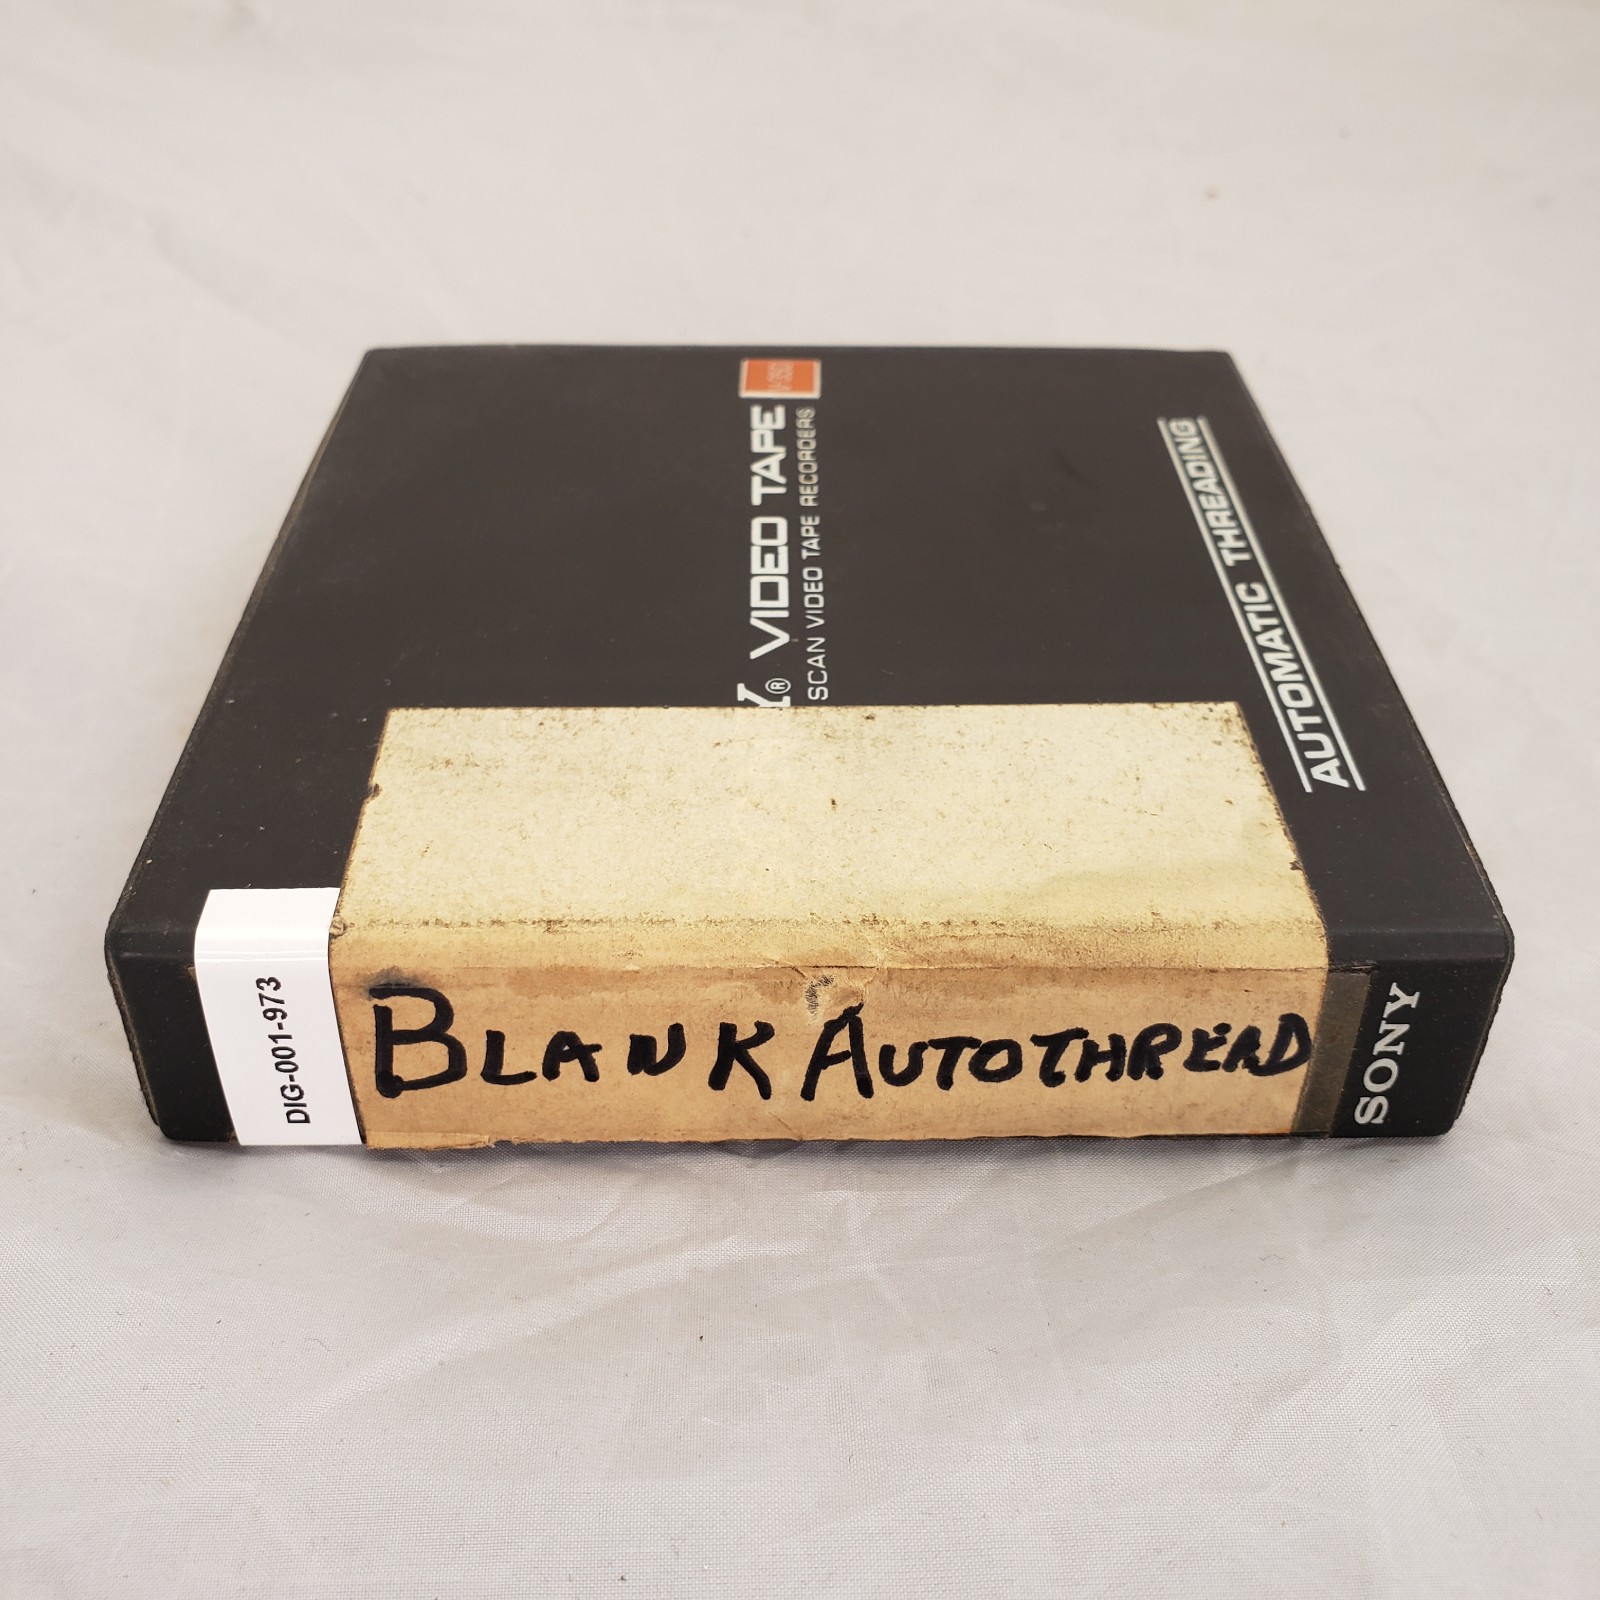 VIDEO TAPE
SCAN VIDEO TAPE RECORDERS
AUTOMATIC THREADING
DIG-001-973
BLANK AUTOTHREAD
SONY